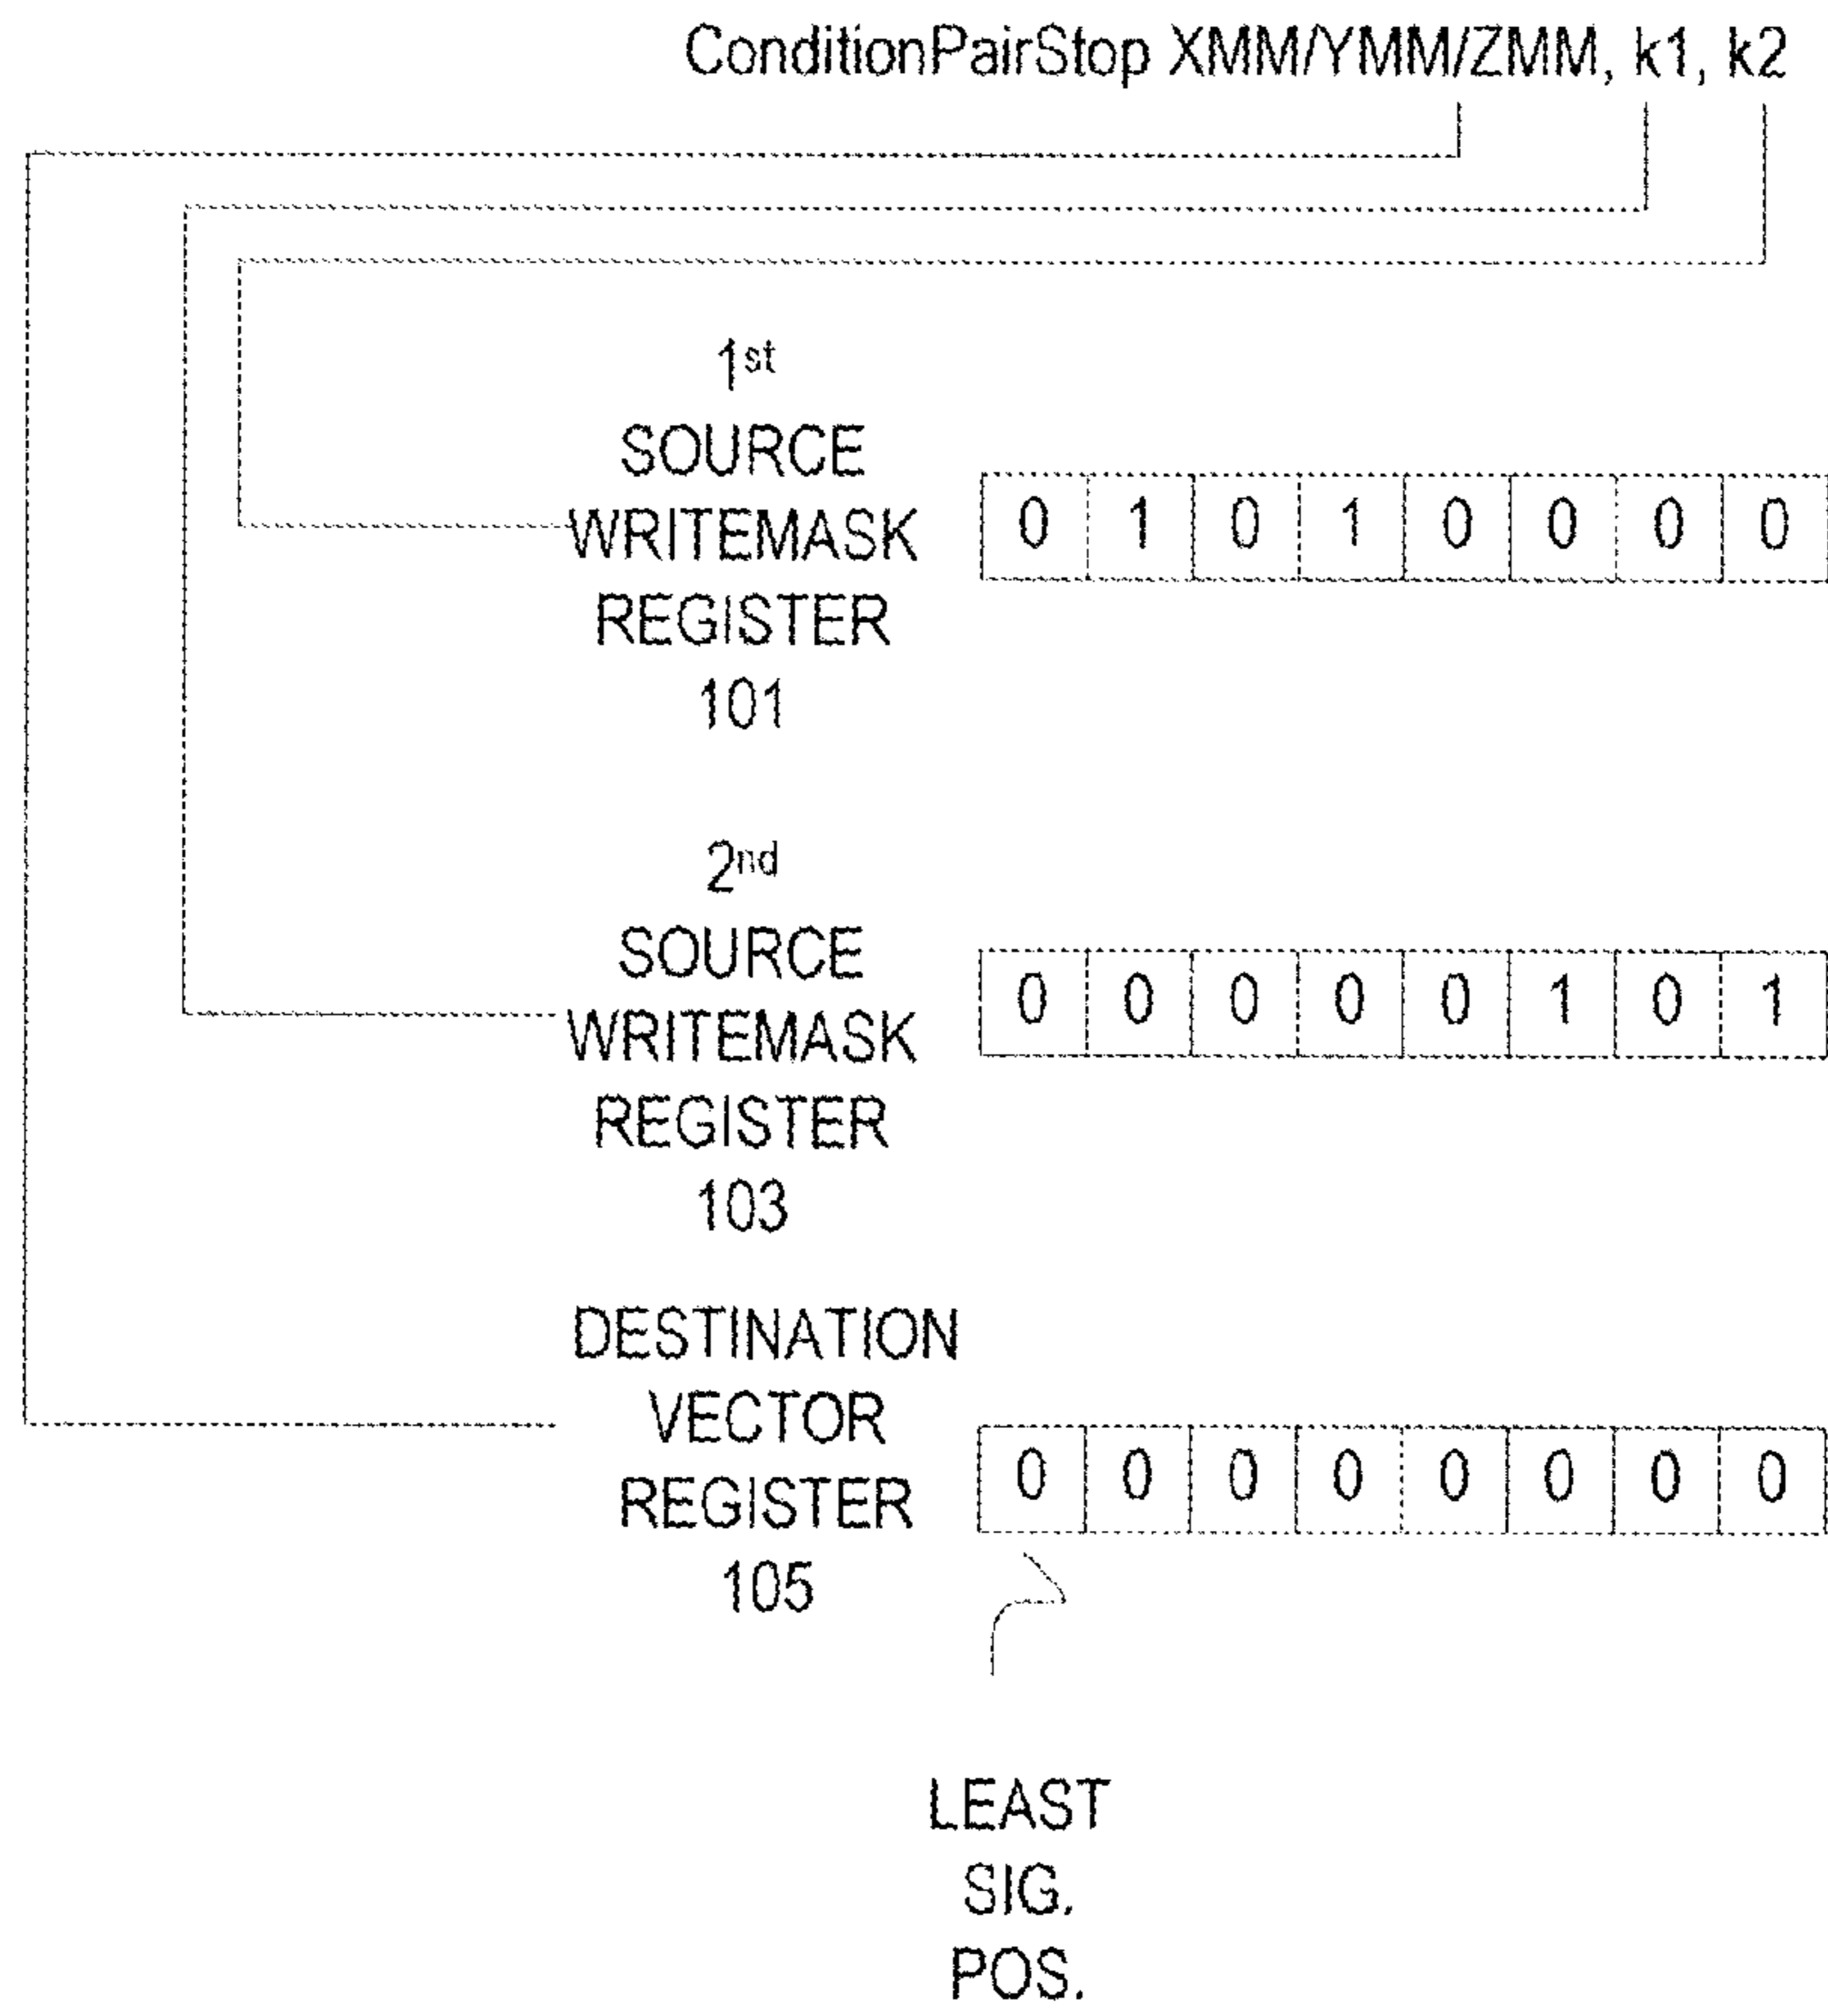 ConditionPairStop XMM/YMM/ZMM, k1, k2
1st
SOURCE
WRITEMASK
REGISTER
101
0 1 0 1 0 0 0 0
2nd
SOURCE
WRITEMASK
REGISTER
103
0 0 0 0 0 1 0 1
DESTINATION
VECTOR
REGISTER
105
0 0 0 0 0 0 0 0
LEAST
SIG.
POS.